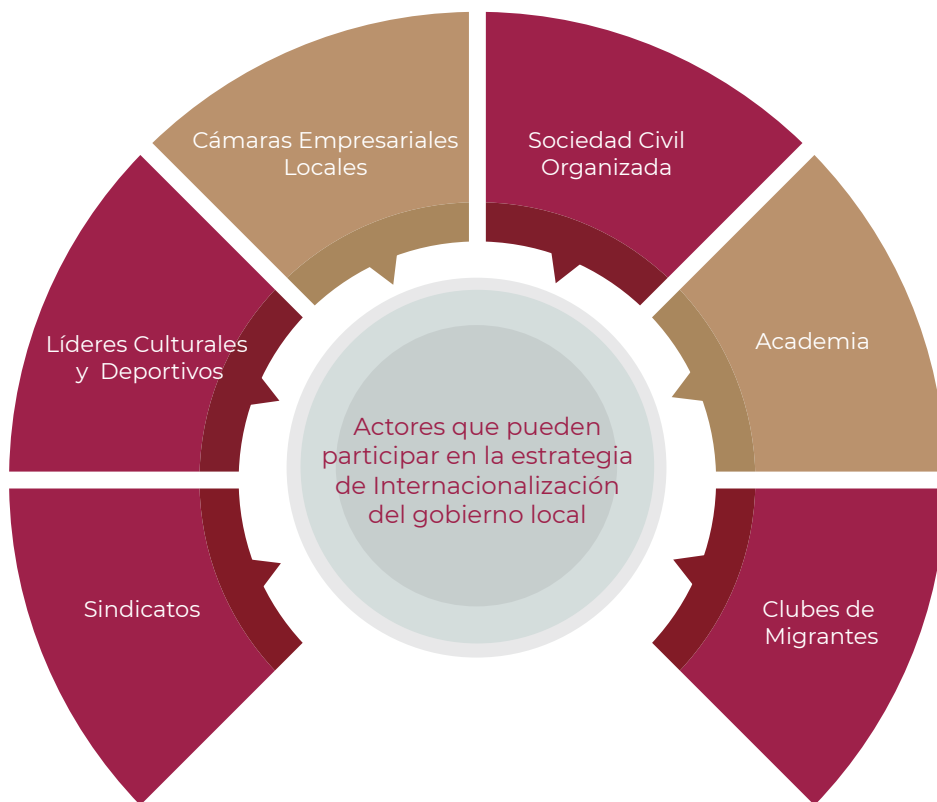 Cámaras Empresariales
Locales
Sociedad Civil
Organizada
Líderes Culturales
y Deportivos
Academia
Actores que pueden
participar en la estrategia
de Internacionalización
del gobierno local
Sindicatos
Clubes de
Migrantes